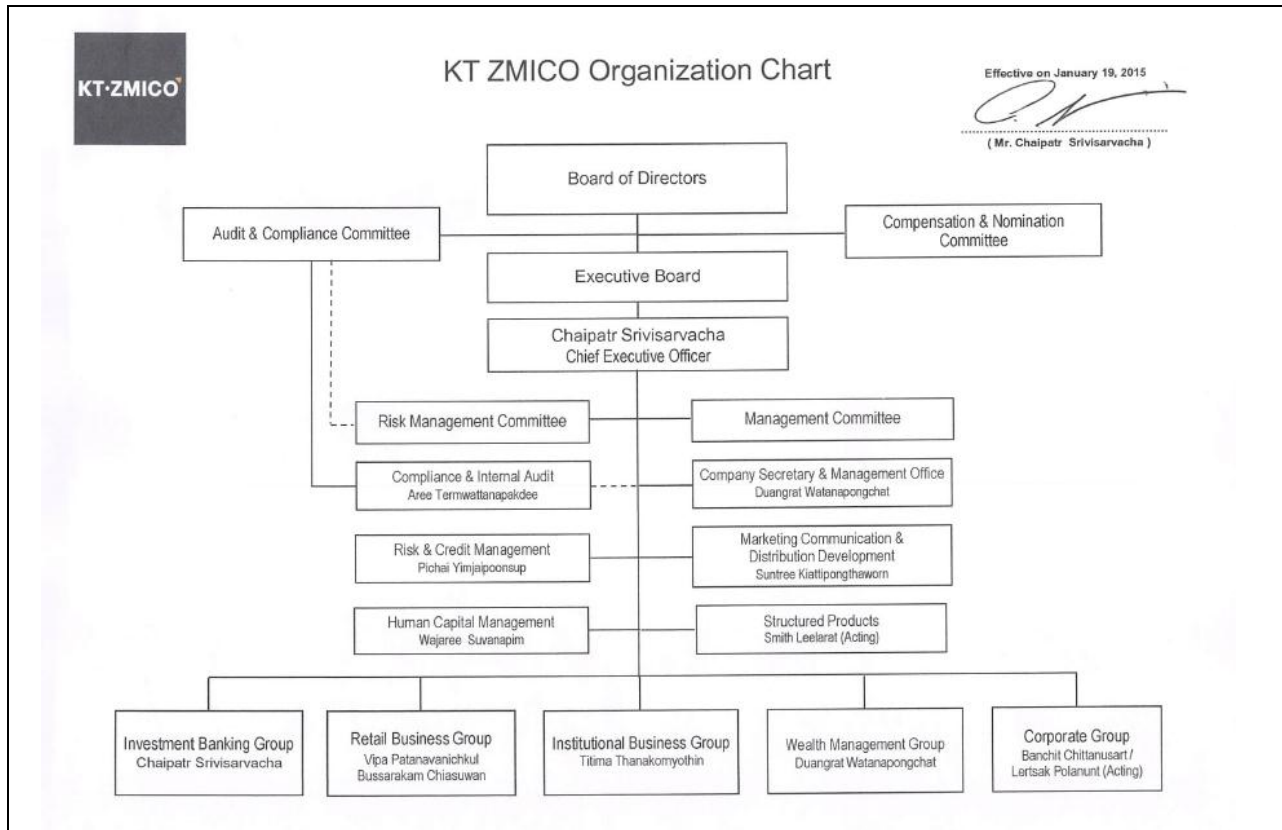 KT·ZMICO
KT ZMICO Organization Chart
Effective on January 19, 2015
( Mr. Chaipatr Srivisarvacha )
Board of Directors
Audit & Compliance Committee
Compensation & Nomination
Committee
Executive Board
Chaipatr Srivisarvacha
Chief Executive Officer
Risk Management Committee
Management Committee
Compliance & Internal Audit
Aree Termwattanapakdee
Company Secretary & Management Office
Duangrat Watanapongchat
Risk & Credit Management
Pichai Yimjaipoonsup
Marketing Communication &
Distribution Development
Suntree Kiattipongthaworn
Human Capital Management
Wajaree Suvanapim
Structured Products
Smith Leelarat (Acting)
Investment Banking Group
Chaipatr Srivisarvacha
Retail Business Group
Vipa Patanavanichkul
Bussarakam Chiasuwan
Institutional Business Group
Titima Thanakomyothin
Wealth Management Group
Duangrat Watanapongchat
Corporate Group
Banchit Chittanusart /
Lertsak Polanunt (Acting)